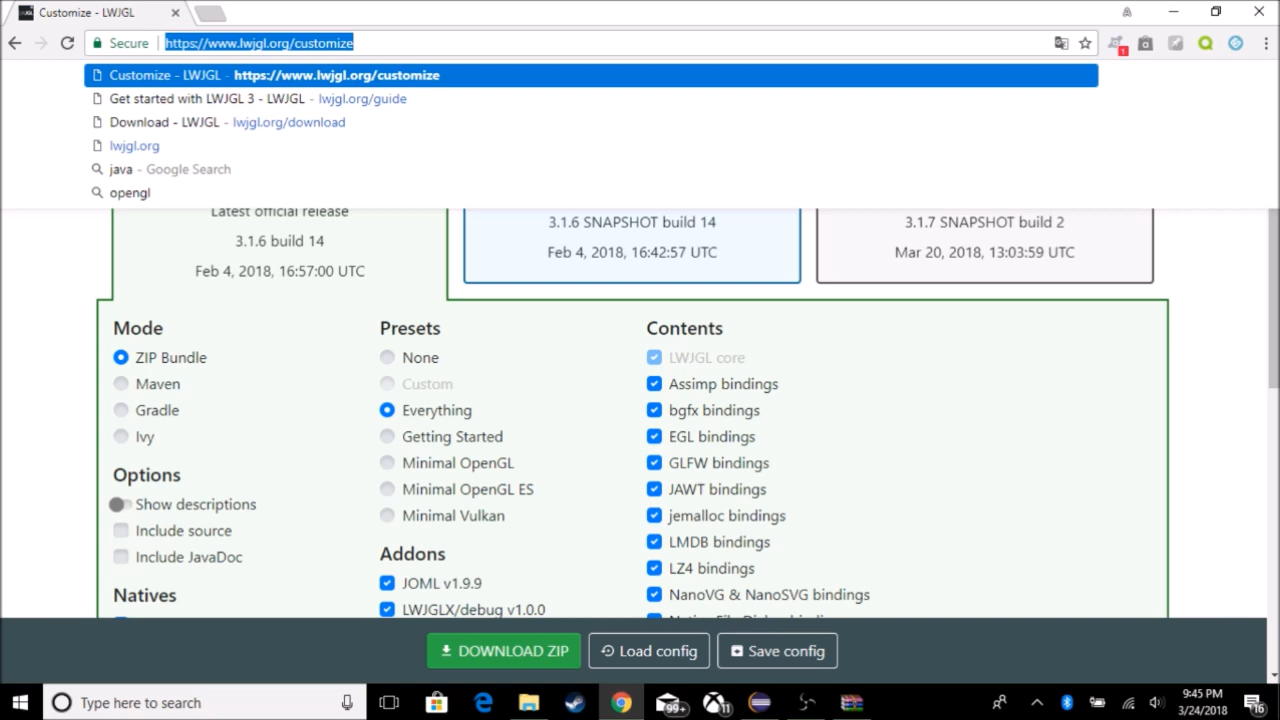 Customize - LWJGL
Secure https://www.lwjgl.org/customize
1
Customize - LWJGL - https://www.lwjgl.org/customize
Get started with LWJGL 3 - LWJGL - lwjgl.org/guide
Download - LWJGL - lwjgl.org/download
lwjgl.org
java - Google Search
opengl
Latest official release
3.1.6 build 14
Feb 4, 2018, 16:57:00 UTC
3.1.6 SNAPSHOT build 14
Feb 4, 2018, 16:42:57 UTC
3.1.7 SNAPSHOT build 2
Mar 20, 2018, 13:03:59 UTC
Mode
ZIP Bundle
Maven
Gradle
Ivy
Options
Show descriptions
Include source
Include JavaDoc
Natives
Presets
None
Custom
Everything
Getting Started
Minimal OpenGL
Minimal OpenGL ES
Minimal Vulkan
Addons
JOML v1.9.9
LWJGLX/debug v1.0.0
Contents
LWJGL core
Assimp bindings
bgfx bindings
EGL bindings
GLFW bindings
JAWT bindings
jemalloc bindings
LMDB bindings
LZ4 bindings
NanoVG & NanoSVG bindings
DOWNLOAD ZIP
Load config
Save config
Type here to search
99+
11
9:45 PM
3/24/2018
16